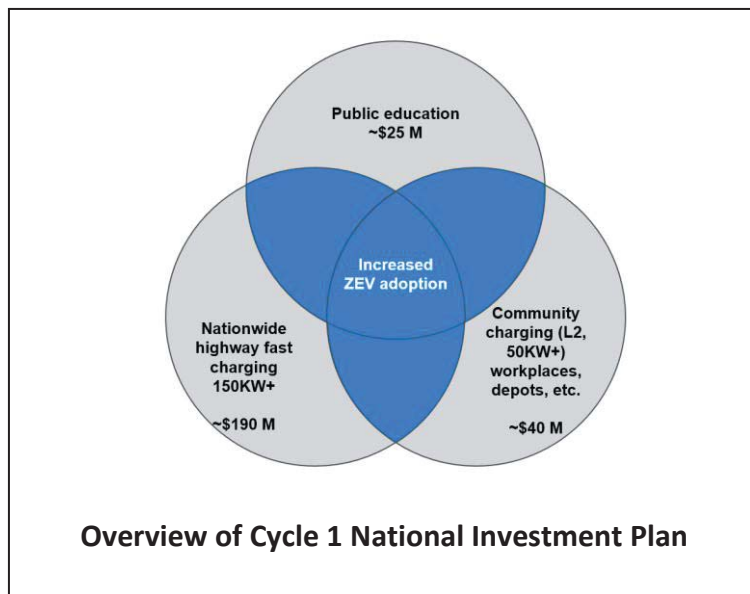 Public education
~$25 M
Increased
ZEV adoption
Nationwide
highway fast
charging
150KW+
~$190 M
Community
charging (L2,
50KW+)
workplaces,
depots, etc.
~$40 M
Overview of Cycle 1 National Investment Plan